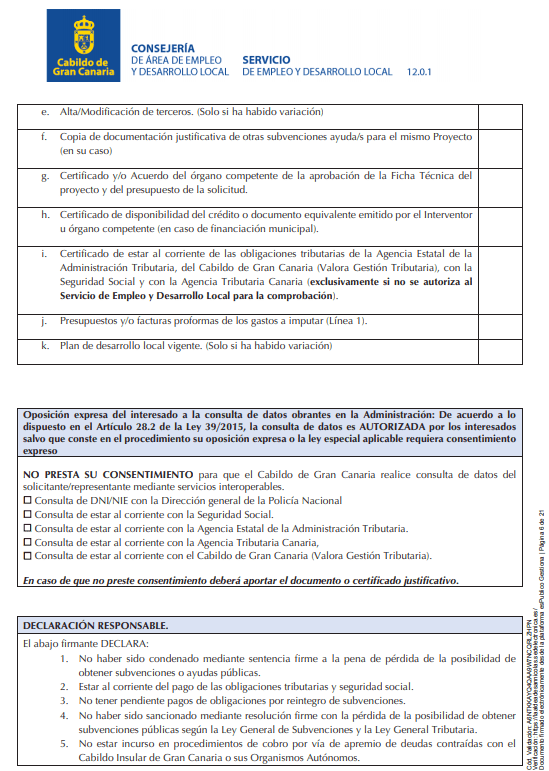 Cabildo de
Gran Canaria
CONSEJERÍA
DE ÁREA DE EMPLEO
Y DESARROLLO LOCAL
SERVICIO
DE EMPLEO Y DESARROLLO LOCAL 12.0.1
e. Alta/Modificación de terceros. (Solo si ha habido variación)
f. Copia de documentación justificativa de otras subvenciones ayuda/s para el mismo Proyecto
(en su caso)
g. Certificado y/o Acuerdo del órgano competente de la aprobación de la Ficha Técnica del
proyecto y del presupuesto de la solicitud.
h. Certificado de disponibilidad del crédito o documento equivalente emitido por el Interventor
u órgano competente (en caso de financiación municipal).
i. Certificado de estar al corriente de las obligaciones tributarias de la Agencia Estatal de la
Administración Tributaria, del Cabildo de Gran Canaria (Valora Gestión Tributaria), con la
Seguridad Social y con la Agencia Tributaria Canaria (exclusivamente si no se autoriza al
Servicio de Empleo y Desarrollo Local para la comprobación).
j. Presupuestos y/o facturas proformas de los gastos a imputar (Línea 1).
k. Plan de desarrollo local vigente. (Solo si ha habido variación)
Oposición expresa del interesado a la consulta de datos obrantes en la Administración: De acuerdo a lo
dispuesto en el Artículo 28.2 de la Ley 39/2015, la consulta de datos es AUTORIZADA por los interesados
salvo que conste en el procedimiento su oposición expresa o la ley especial aplicable requiera consentimiento
expreso
NO PRESTA SU CONSENTIMIENTO para que el Cabildo de Gran Canaria realice consulta de datos del
solicitante/representante mediante servicios interoperables.
☐ Consulta de DNI/NIE con la Dirección general de la Policía Nacional
☐ Consulta de estar al corriente con la Seguridad Social.
☐ Consulta de estar al corriente con la Agencia Estatal de la Administración Tributaria.
☐ Consulta de estar al corriente con la Agencia Tributaria Canaria,
☐ Consulta de estar al corriente con el Cabildo de Gran Canaria (Valora Gestión Tributaria).
En caso de que no preste consentimiento deberá aportar el documento o certificado justificativo.
DECLARACIÓN RESPONSABLE.
El abajo firmante DECLARA:
1. No haber sido condenado mediante sentencia firme a la pena de pérdida de la posibilidad de
obtener subvenciones o ayudas públicas.
2. Estar al corriente del pago de las obligaciones tributarias y seguridad social.
3. No tener pendiente pagos de obligaciones por reintegro de subvenciones.
4. No haber sido sancionado mediante resolución firme con la pérdida de la posibilidad de obtener
subvenciones públicas según la Ley General de Subvenciones y la Ley General Tributaria.
5. No estar incurso en procedimientos de cobro por vía de apremio de deudas contraídas con el
Cabildo Insular de Gran Canaria o sus Organismos Autónomos.
Cód. Validación:
Verificación:
Documento firmado electrónicamente desde la plataforma esPublico Gestiona | Página 6 de 21